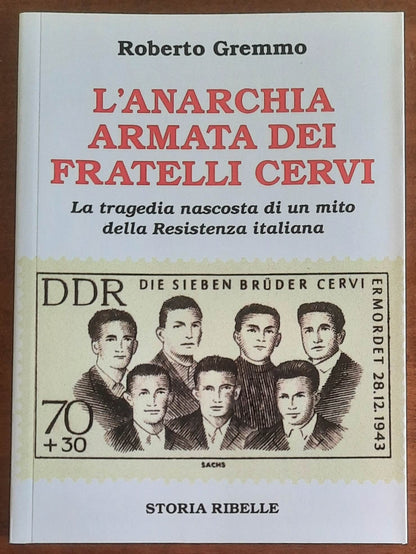 Roberto Gremmo
L'ANARCHIA
ARMATA DEI
FRATELLI CERVI
La tragedia nascosta di un mito
della Resistenza italiana
DDR
DIE SIEBEN BRÜDER CERVI
ERMORDET 28.12.1943
70
+30
SACHS
STORIA RIBELLE